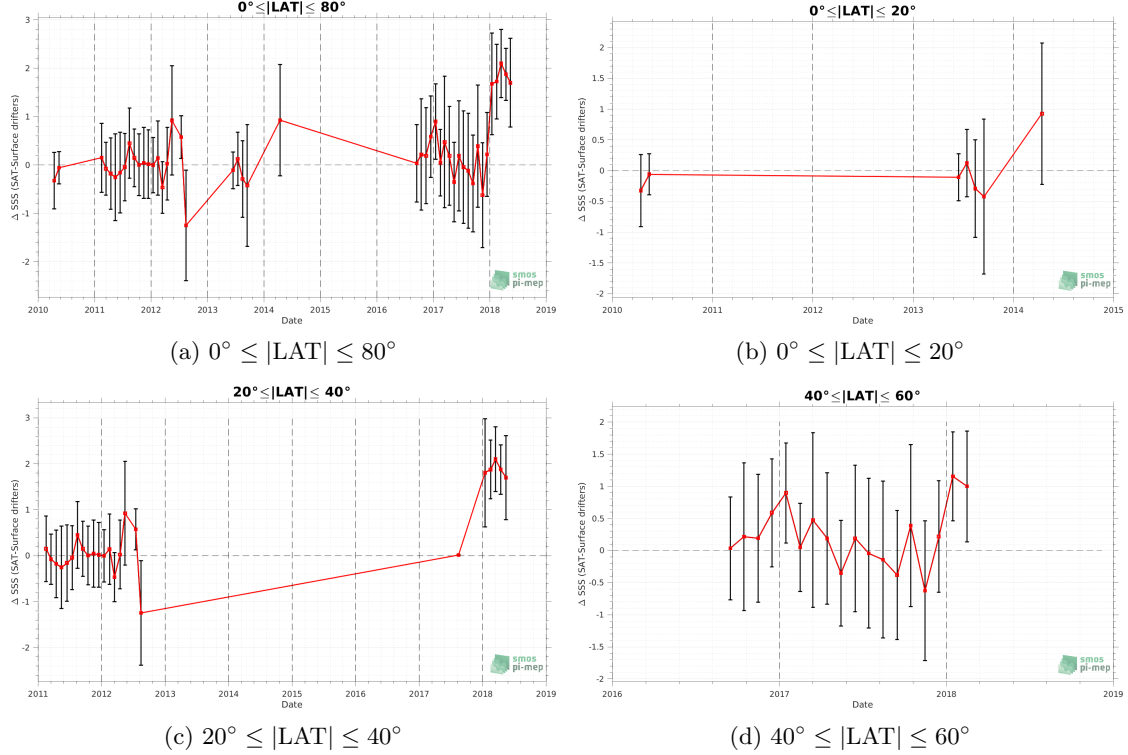 0°≤|LAT|≤ 80°
3
2
1
0
-1
-2
Δ SSS (SAT-Surface drifters)
2010 2011 2012 2013 2014 2015 2016 2017 2018 2019
Date
smos
pi-mep
(a) 0° ≤ |LAT| ≤ 80°
0°≤|LAT|≤ 20°
2
1.5
1
0.5
0
-0.5
-1
-1.5
-2
Δ SSS (SAT-Surface drifters)
2010 2011 2012 2013 2014 2015
Date
smos
pi-mep
(b) 0° ≤ |LAT| ≤ 20°
20°≤|LAT|≤ 40°
3
2
1
0
-1
-2
Δ SSS (SAT-Surface drifters)
2011 2012 2013 2014 2015 2016 2017 2018 2019
Date
smos
pi-mep
(c) 20° ≤ |LAT| ≤ 40°
40°≤|LAT|≤ 60°
2
1.5
1
0.5
0
-0.5
-1
-1.5
-2
Δ SSS (SAT-Surface drifters)
2016 2017 2018 2019
Date
smos
pi-mep
(d) 40° ≤ |LAT| ≤ 60°